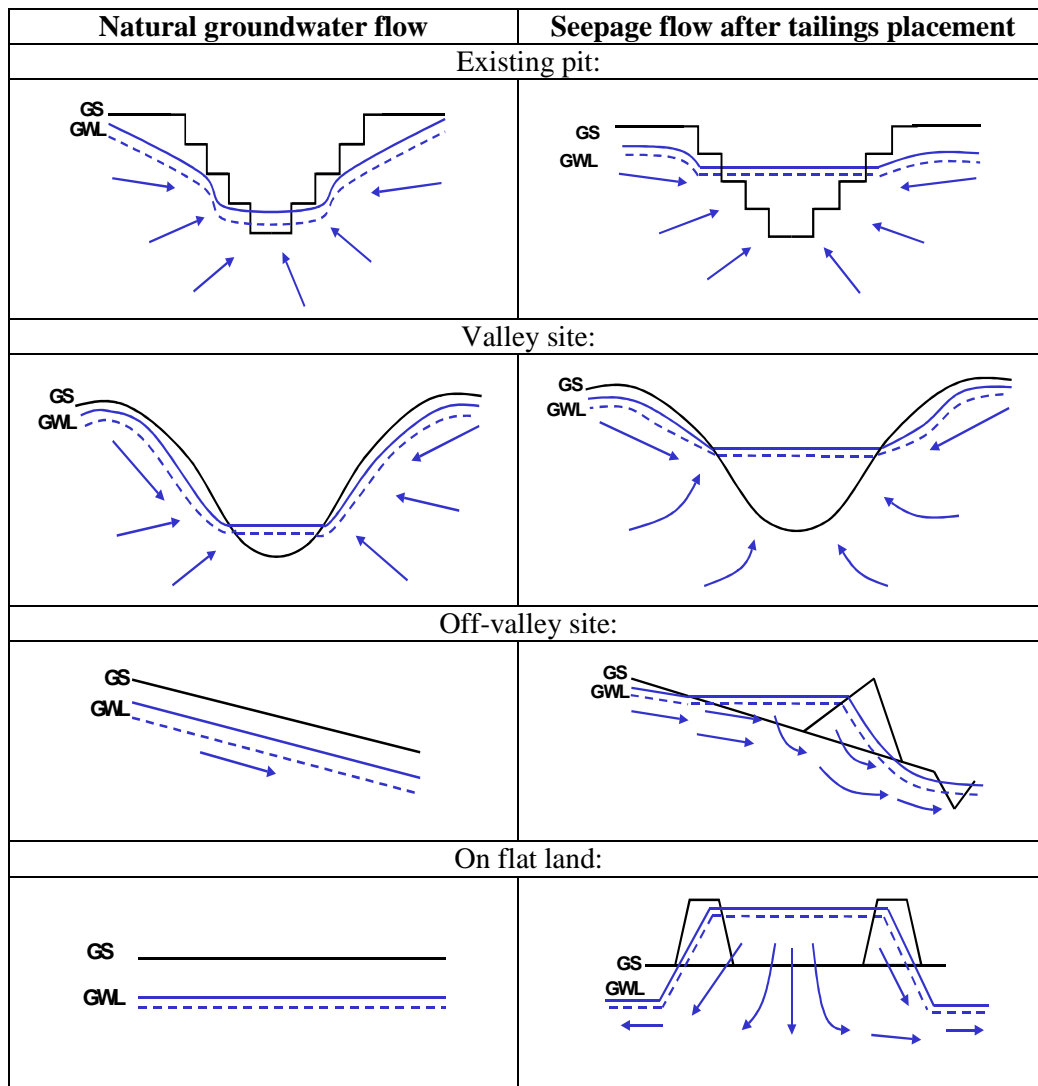 Natural groundwater flow
Seepage flow after tailings placement
Existing pit:
GS
GWL
GS
GWL
Valley site:
GS
GWL
GS
GWL
Off-valley site:
GS
GWL
GS
GWL
On flat land:
GS
GWL
GS
GWL